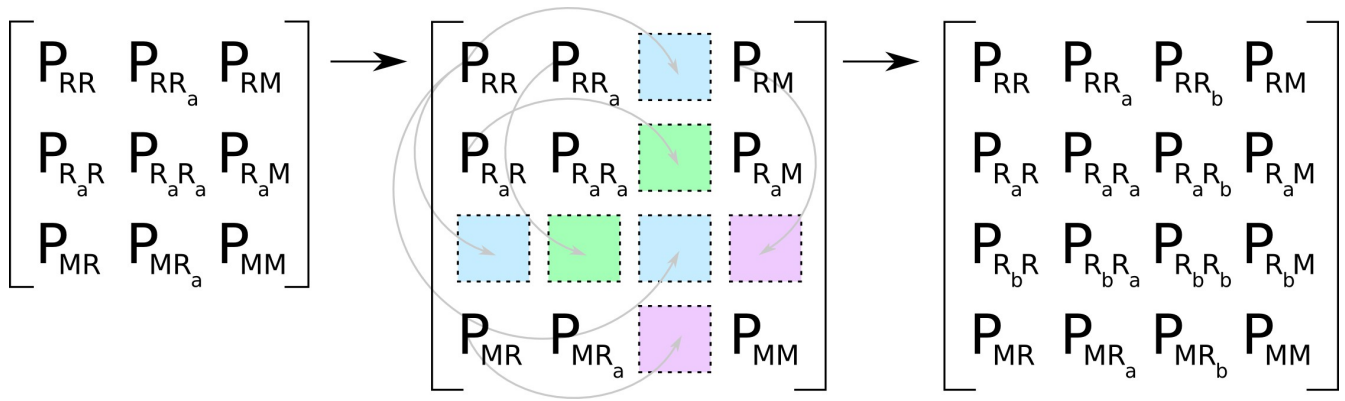 P_RR P_RR_a P_RM P_RR P_RR_a P_RM P_RR P_RR_a P_RR_b P_RM
P_R_aR P_R_aR_a P_R_aM P_R_aR P_R_aR_a P_R_aM P_R_aR P_R_aR_a P_R_aR_b P_R_aM
P_MR P_MR_a P_MM P_R_bR P_R_bR_a P_R_bR_b P_R_bM
P_MR P_MR_a P_MM P_MR P_MR_a P_MR_b P_MM